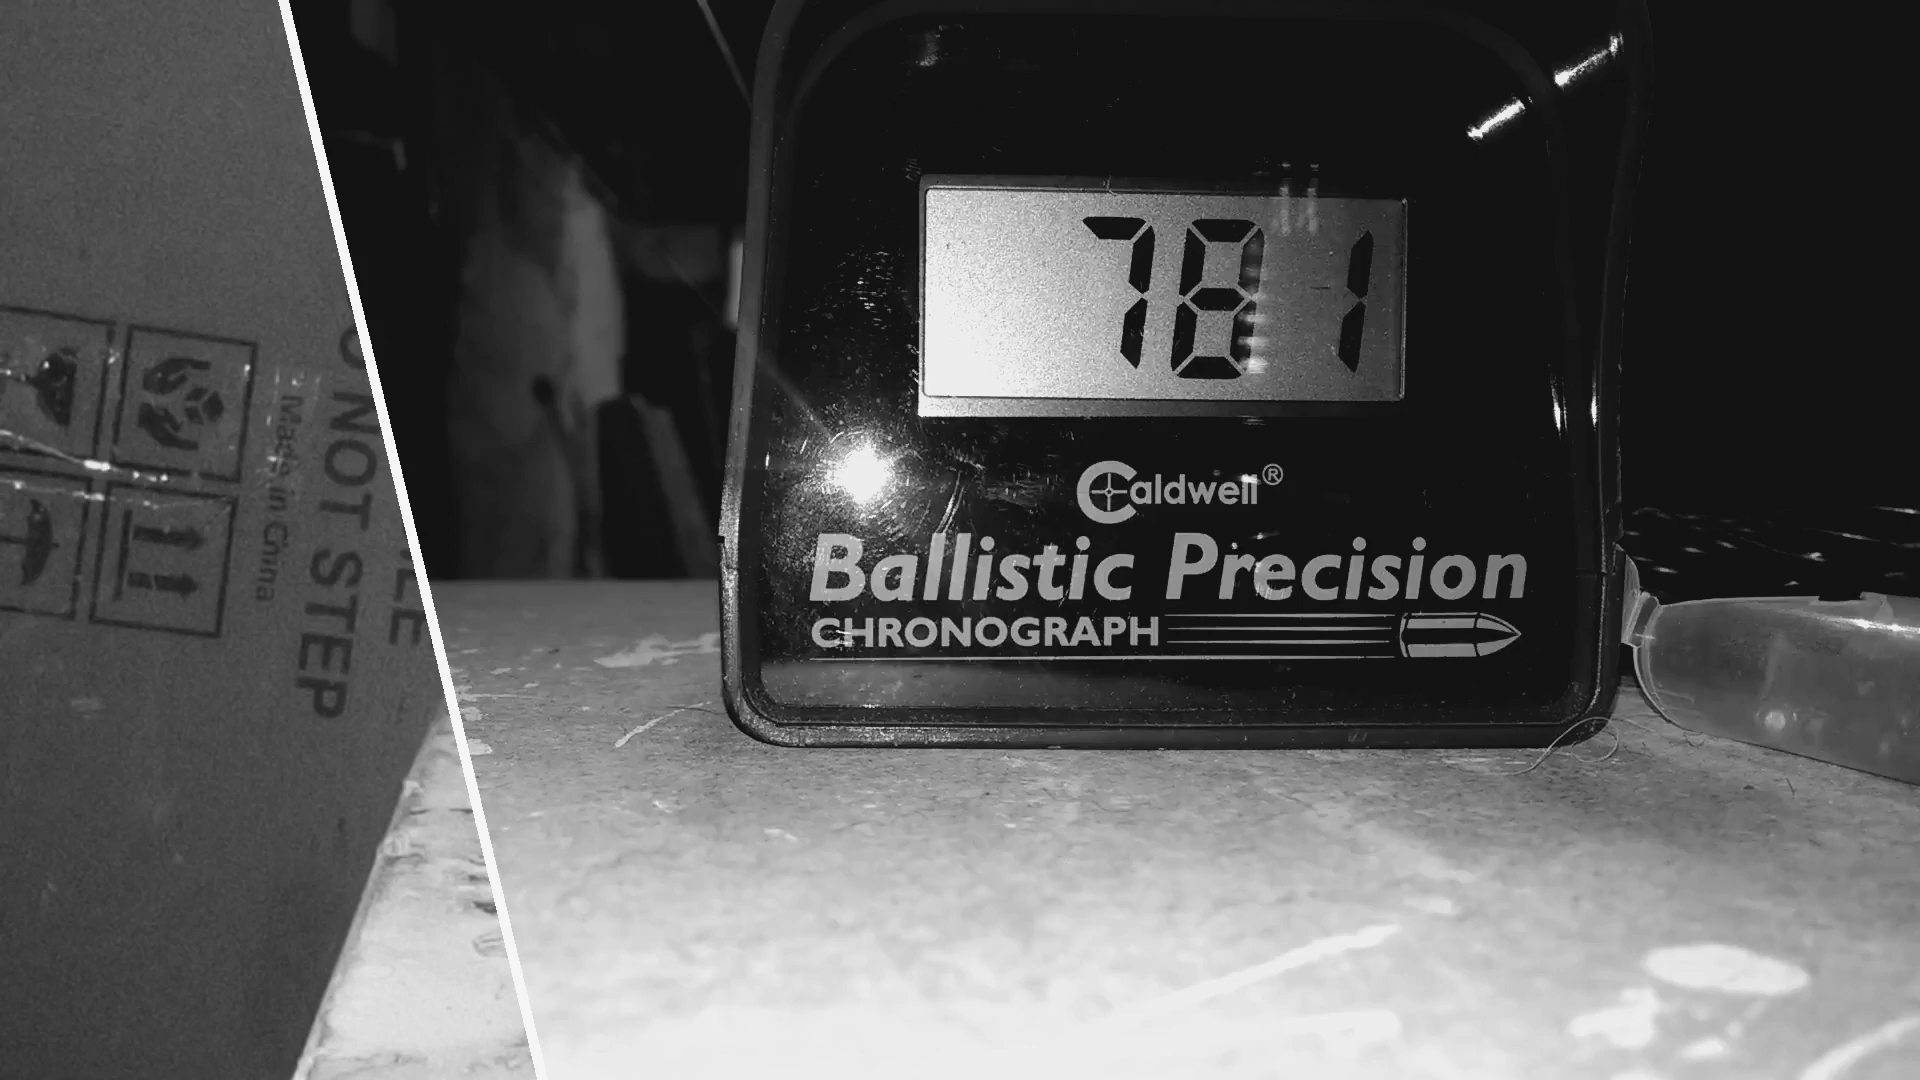 Made in China
NOT STEP
781
Caldwell®
Ballistic Precision
CHRONOGRAPH